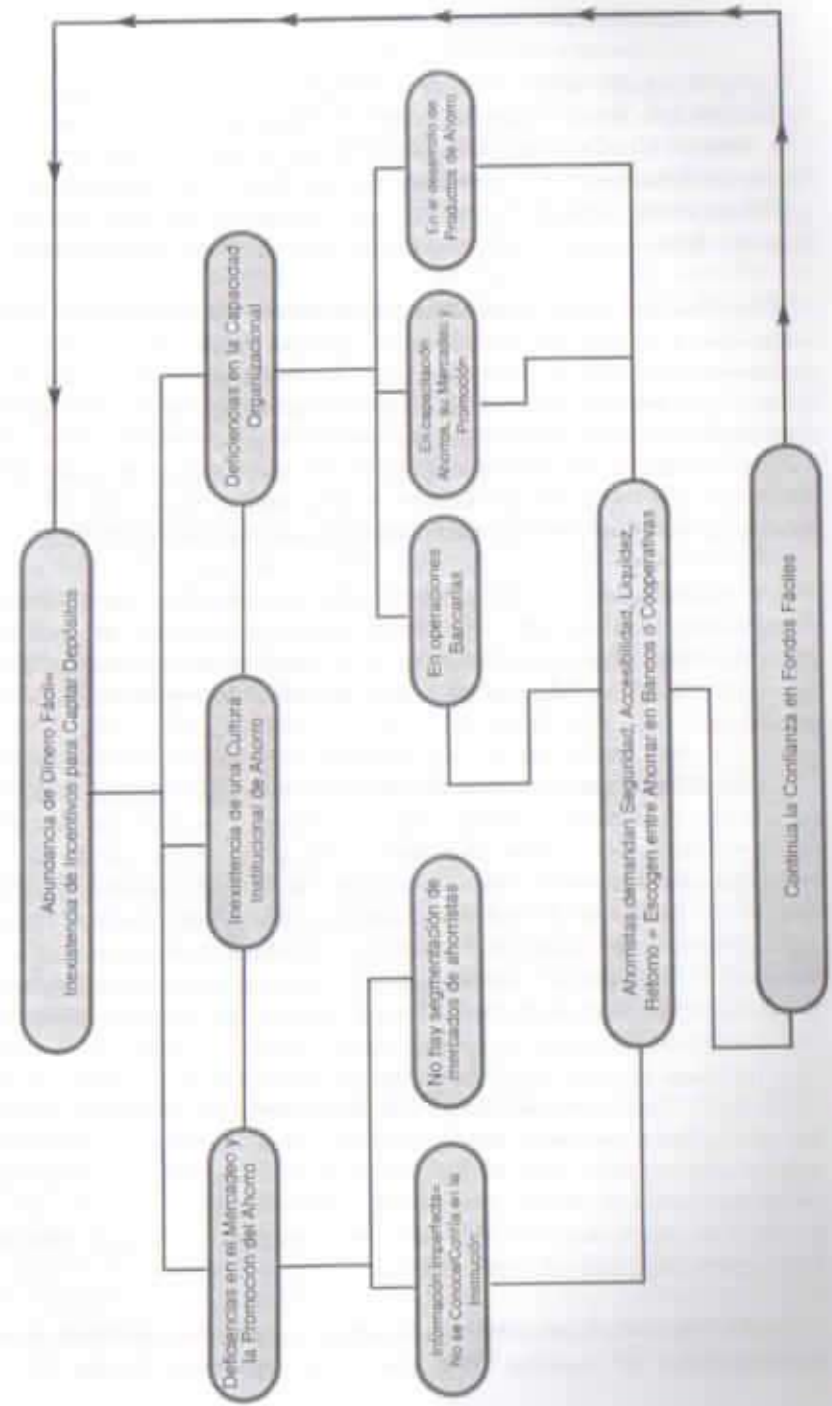 Abundancia de Dinero Fácil=
Inexistencia de Incentivos para Captar Depósitos
Deficiencias en el Mercadeo y
la Promoción del Ahorro
Inexistencia de una Cultura
Institucional de Ahorro
Deficiencias en la Capacidad
Organizacional
Información Imperfecta=
No se Conoce/Confía en la
Institución
No hay segmentación de
mercados de ahorristas
En operaciones
Bancarias
En capacitación
Ahorros, su Mercadeo y
Promoción
En el desarrollo de
Productos de Ahorro
Ahorristas demandan Seguridad, Accesibilidad, Liquídez,
Retorno = Escogen entre Ahorrar en Bancos o Cooperativas
Continúa la Confianza en Fondos Fáciles